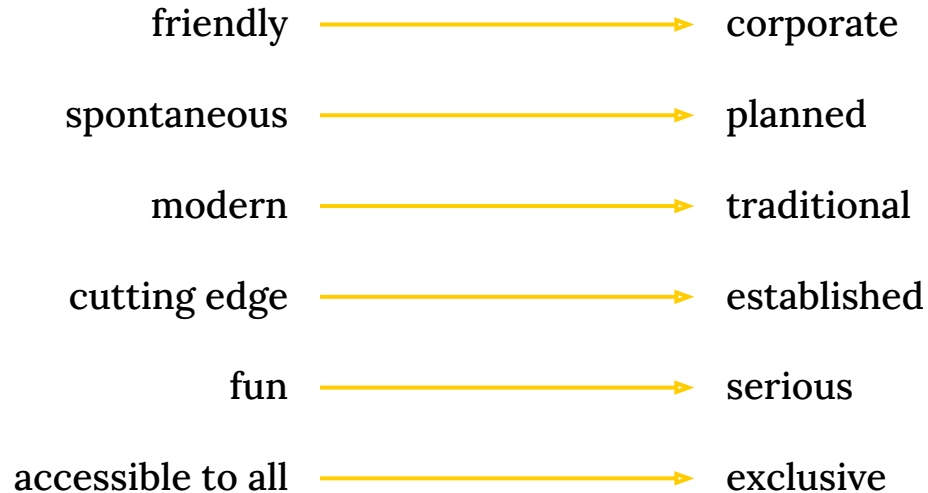 friendly corporate
spontaneous planned
modern traditional
cutting edge established
fun serious
accessible to all exclusive